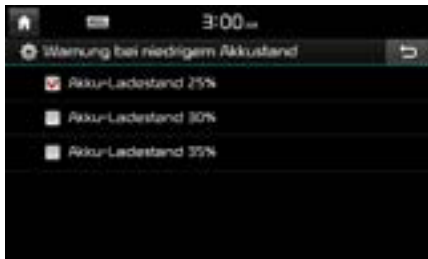 3:00
Warnung bei niedrigem Akkustand
Akku-Ladestand 25%
Akku-Ladestand 30%
Akku-Ladestand 35%